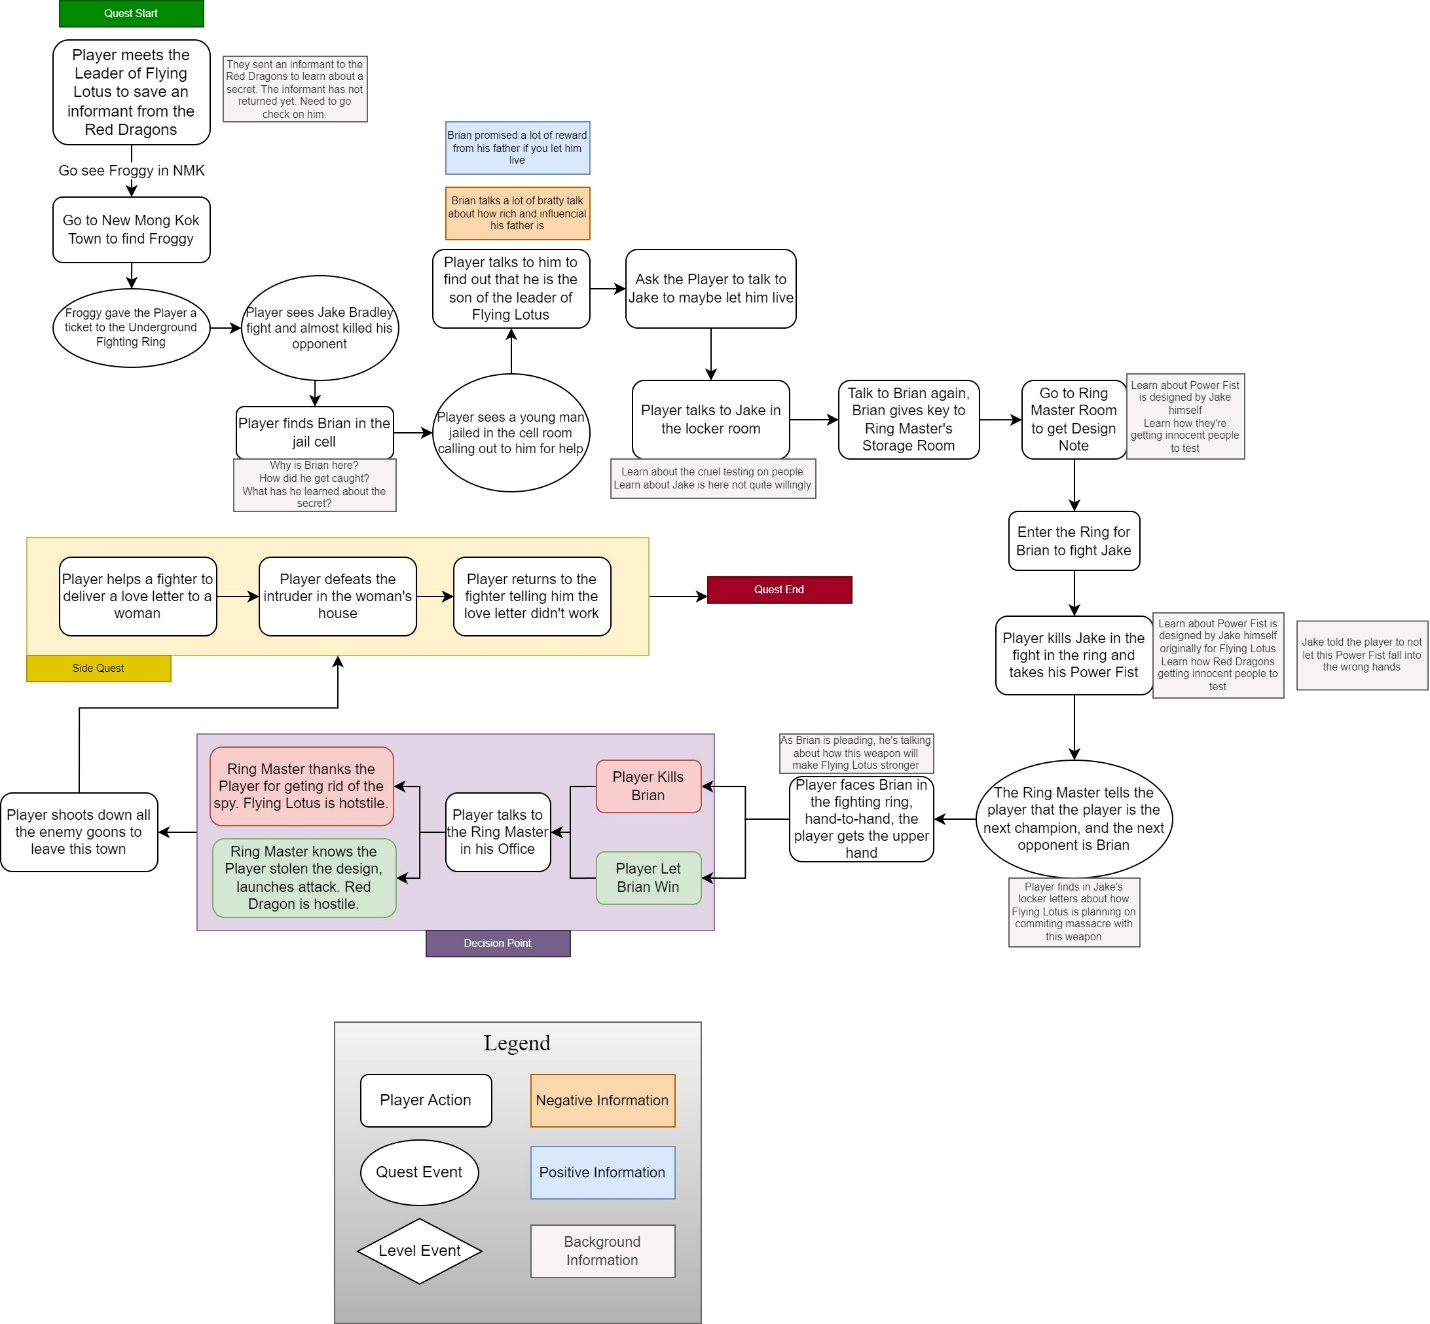 Quest Start
Player meets the
Leader of Flying
Lotus to save an
informant from the
Red Dragons
They sent an informant to the
Red Dragons to learn about a
secret. The informant has not
returned yet. Need to go
check on him.
Go see Froggy in NMK
Go to New Mong Kok
Town to find Froggy
Froggy gave the Player a
ticket to the Underground
Fighting Ring
Player sees Jake Bradley
fight and almost killed his
opponent
Player finds Brian in the
jail cell
Why is Brian here?
How did he get caught?
What has he learned about the
secret?
Player sees a young man
jailed in the cell room
calling out to him for help
Brian promised a lot of reward
from his father if you let him
live
Brian talks a lot of bratty talk
about how rich and influencial
his father is
Player talks to him to
find out that he is the
son of the leader of
Flying Lotus
Ask the Player to talk to
Jake to maybe let him live
Player talks to Jake in
the locker room
Learn about the cruel testing on people
Learn about Jake is here not quite willingly
Talk to Brian again,
Brian gives key to
Ring Master's
Storage Room
Go to Ring
Master Room
to get Design
Note
Learn about Power Fist
is designed by Jake
himself
Learn how they're
getting innocent people
to test
Enter the Ring for
Brian to fight Jake
Player kills Jake in the
fight in the ring and
takes his Power Fist
Learn about Power Fist is
designed by Jake himself
originally for Flying Lotus
Learn how Red Dragons
getting innocent people to
test
Jake told the player to not
let this Power Fist fall into
the wrong hands
The Ring Master tells the
player that the player is the
next champion, and the next
opponent is Brian
Player finds in Jake's
locker letters about how
Flying Lotus is planning on
commiting massacre with
this weapon
As Brian is pleading, he's talking
about how this weapon will
make Flying Lotus stronger
Player faces Brian in
the fighting ring,
hand-to-hand, the
player gets the upper
hand
Player Kills
Brian
Player Let
Brian Win
Player talks to
the Ring Master
in his Office
Ring Master thanks the
Player for geting rid of the
spy. Flying Lotus is hotstile.
Ring Master knows the
Player stolen the design,
launches attack. Red
Dragon is hostile.
Decision Point
Player shoots down all
the enemy goons to
leave this town
Player helps a fighter to
deliver a love letter to a
woman
Player defeats the
intruder in the woman's
house
Player returns to the
fighter telling him the
love letter didn't work
Side Quest
Quest End
Legend
Player Action
Negative Information
Quest Event
Positive Information
Level Event
Background
Information